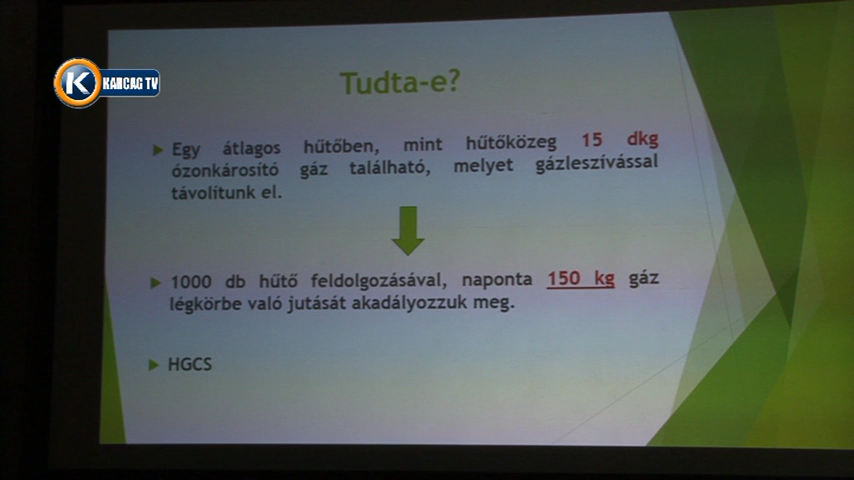 K KARCAG TV
Tudta-e?
Egy átlagos hűtőben, mint hűtőközeg 15 dkg
ózonkárosító gáz található, melyet gázleszívással
távolítunk el.
1000 db hűtő feldolgozásával, naponta 150 kg gáz
légkörbe való jutását akadályozzuk meg.
HGCS